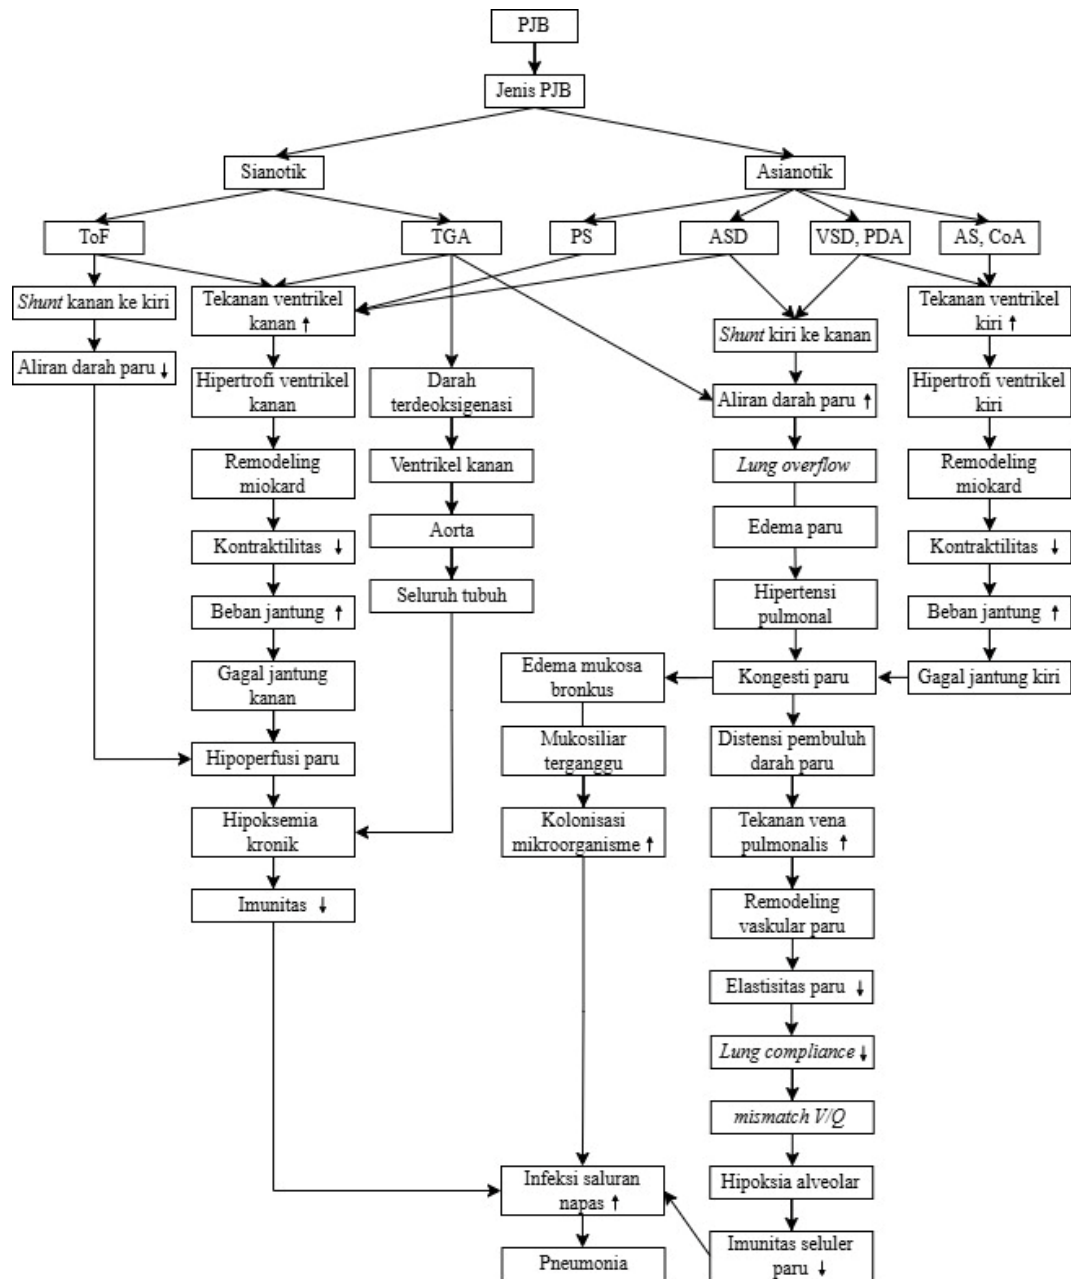 PJB
Jenis PJB
Sianotik
Asianotik
ToF
TGA
PS
ASD
VSD, PDA
AS, CoA
Shunt kanan ke kiri
Aliran darah paru ↓
Tekanan ventrikel
kanan ↑
Hipertrofi ventrikel
kanan
Remodeling
miokard
Kontraktilitas ↓
Beban jantung ↑
Gagal jantung
kanan
Hipoperfusi paru
Hipoksemia
kronik
Imunitas ↓
Darah
terdeoksigenasi
Ventrikel kanan
Aorta
Seluruh tubuh
Shunt kiri ke kanan
Aliran darah paru ↑
Lung overflow
Edema paru
Hipertensi
pulmonal
Kongesti paru
Tekanan ventrikel
kiri ↑
Hipertrofi ventrikel
kiri
Remodeling
miokard
Kontraktilitas ↓
Beban jantung ↑
Gagal jantung kiri
Edema mukosa
bronkus
Mukosiliar
terganggu
Kolonisasi
mikroorganisme ↑
Distensi pembuluh
darah paru
Tekanan vena
pulmonalis ↑
Remodeling
vaskular paru
Elastisitas paru ↓
Lung compliance ↓
mismatch V/Q
Hipoksia alveolar
Imunitas seluler
paru ↓
Infeksi saluran
napas ↑
Pneumonia